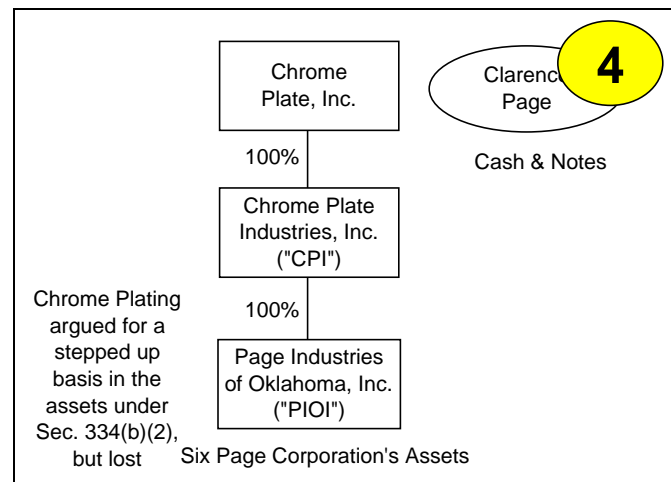 Chrome
Plate, Inc.
Clarence
Page
4
100%
Cash & Notes
Chrome Plate
Industries, Inc.
("CPI")
100%
Chrome Plating
argued for a
stepped up
basis in the
assets under
Sec. 334(b)(2),
but lost
Page Industries
of Oklahoma, Inc.
("PIOI")
Six Page Corporation's Assets